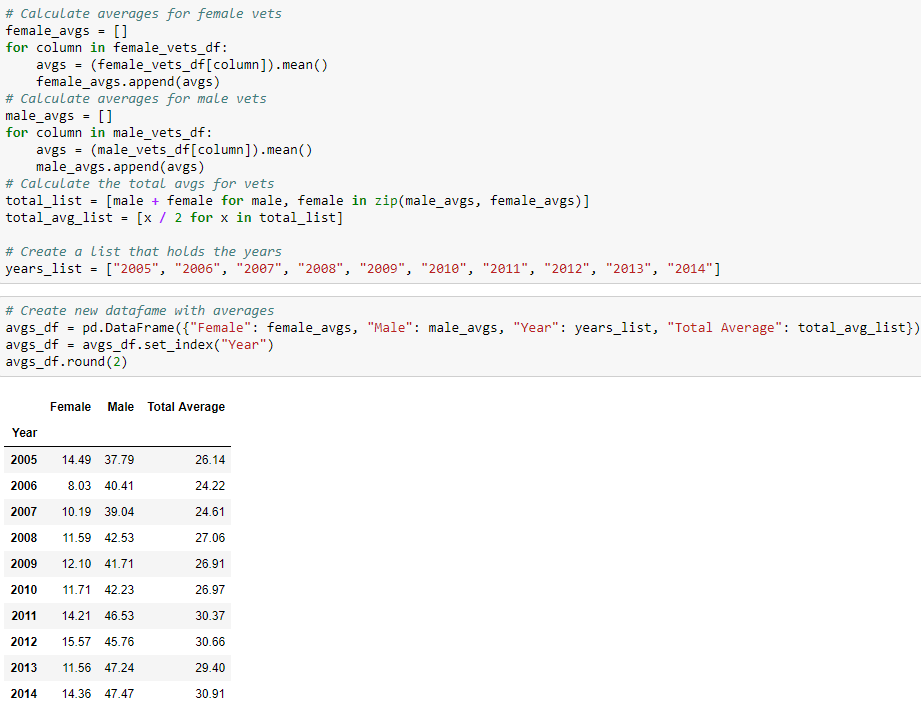 # Calculate averages for female vets
female_avgs = []
for column in female_vets_df:
    avgs = (female_vets_df[column]).mean()
    female_avgs.append(avgs)
# Calculate averages for male vets
male_avgs = []
for column in male_vets_df:
    avgs = (male_vets_df[column]).mean()
    male_avgs.append(avgs)
# Calculate the total avgs for vets
total_list = [male + female for male, female in zip(male_avgs, female_avgs)]
total_avg_list = [x / 2 for x in total_list]
# Create a list that holds the years
years_list = ["2005", "2006", "2007", "2008", "2009", "2010", "2011", "2012", "2013", "2014"]
# Create new datafame with averages
avgs_df = pd.DataFrame({"Female": female_avgs, "Male": male_avgs, "Year": years_list, "Total Average": total_avg_list})
avgs_df = avgs_df.set_index("Year")
avgs_df.round(2)
Female Male Total Average
Year
2005 14.49 37.79 26.14
2006 8.03 40.41 24.22
2007 10.19 39.04 24.61
2008 11.59 42.53 27.06
2009 12.10 41.71 26.91
2010 11.71 42.23 26.97
2011 14.21 46.53 30.37
2012 15.57 45.76 30.66
2013 11.56 47.24 29.40
2014 14.36 47.47 30.91